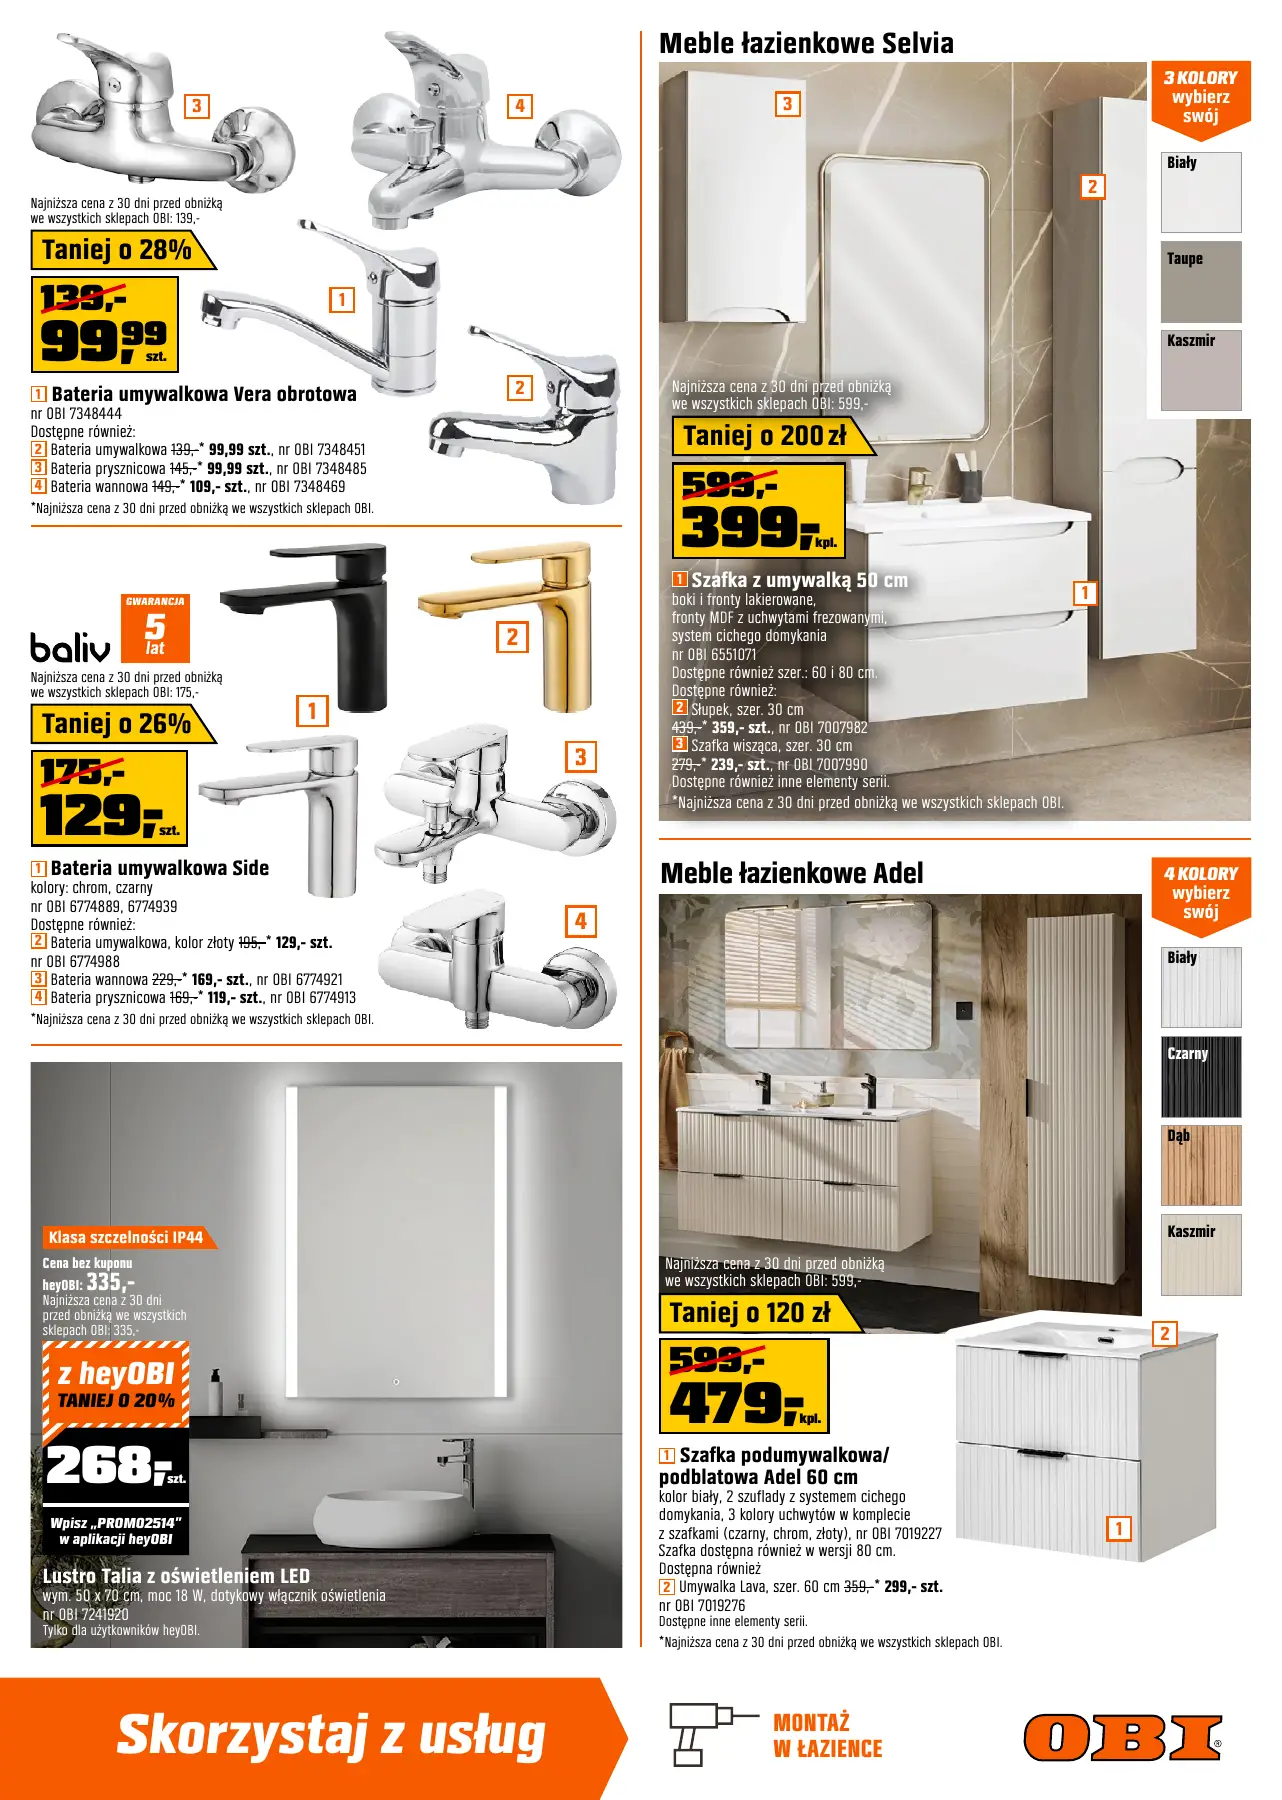 3
4
Najniższa cena z 30 dni przed obniżką
we wszystkich sklepach OBI: 139,-
Taniej o 28%
139,-
99,99
szt.
1
2
1 Bateria umywalkowa Vera obrotowa
nr OBI 7348444
Dostępne również:
2 Bateria umywalkowa 139,-* 99,99 szt., nr OBI 7348451
3 Bateria prysznicowa 145,-* 99,99 szt., nr OBI 7348485
4 Bateria wannowa 149,-* 109,- szt., nr OBI 7348469
*Najniższa cena z 30 dni przed obniżką we wszystkich sklepach OBI.
baliv
GWARANCJA
5
lat
Najniższa cena z 30 dni przed obniżką
we wszystkich sklepach OBI: 175,-
Taniej o 26%
175,-
129,-
szt.
1
2
3
4
1 Bateria umywalkowa Side
kolory: chrom, czarny
nr OBI 6774889, 6774939
Dostępne również:
2 Bateria umywalkowa, kolor złoty 195,-* 129,- szt.
nr OBI 6774988
3 Bateria wannowa 229,-* 169,- szt., nr OBI 6774921
4 Bateria prysznicowa 169,-* 119,- szt., nr OBI 6774913
*Najniższa cena z 30 dni przed obniżką we wszystkich sklepach OBI.
Klasa szczelności IP44
Cena bez kuponu
heyOBI: 335,-
Najniższa cena z 30 dni
przed obniżką we wszystkich
sklepach OBI: 335,-
z heyOBI
TANIEJ O 20%
268,-
szt.
Wpisz „PROMO2514”
w aplikacji heyOBI
Lustro Talia z oświetleniem LED
wym. 50 x 70 cm, moc 18 W, dotykowy włącznik oświetlenia
nr OBI 7241920
Tylko dla użytkowników heyOBI.
Meble łazienkowe Selvia
3 KOLORY
wybierz
swój
Biały
Taupe
Kaszmir
3
2
1
Najniższa cena z 30 dni przed obniżką
we wszystkich sklepach OBI: 599,-
Taniej o 200 zł
599,-
399,-
kpl.
1 Szafka z umywalką 50 cm
boki i fronty lakierowane,
fronty MDF z uchwytami frezowanymi,
system cichego domykania
nr OBI 6551071
Dostępne również szer.: 60 i 80 cm.
Dostępne również:
2 Słupek, szer. 30 cm
439,-* 359,- szt., nr OBI 7007982
3 Szafka wisząca, szer. 30 cm
279,-* 239,- szt., nr OBI 7007990
Dostępne również inne elementy serii.
*Najniższa cena z 30 dni przed obniżką we wszystkich sklepach OBI.
Meble łazienkowe Adel
4 KOLORY
wybierz
swój
Biały
Czarny
Dąb
Kaszmir
Najniższa cena z 30 dni przed obniżką
we wszystkich sklepach OBI: 599,-
Taniej o 120 zł
599,-
479,-
kpl.
2
1
1 Szafka podumywalkowa/
podblatowa Adel 60 cm
kolor biały, 2 szuflady z systemem cichego
domykania, 3 kolory uchwytów w komplecie
z szafkami (czarny, chrom, złoty), nr OBI 7019227
Szafka dostępna również w wersji 80 cm.
Dostępna również
2 Umywalka Lava, szer. 60 cm 359,-* 299,- szt.
nr OBI 7019276
Dostępne inne elementy serii.
*Najniższa cena z 30 dni przed obniżką we wszystkich sklepach OBI.
Skorzystaj z usług
MONTAŻ
W ŁAZIENCE
OBI®